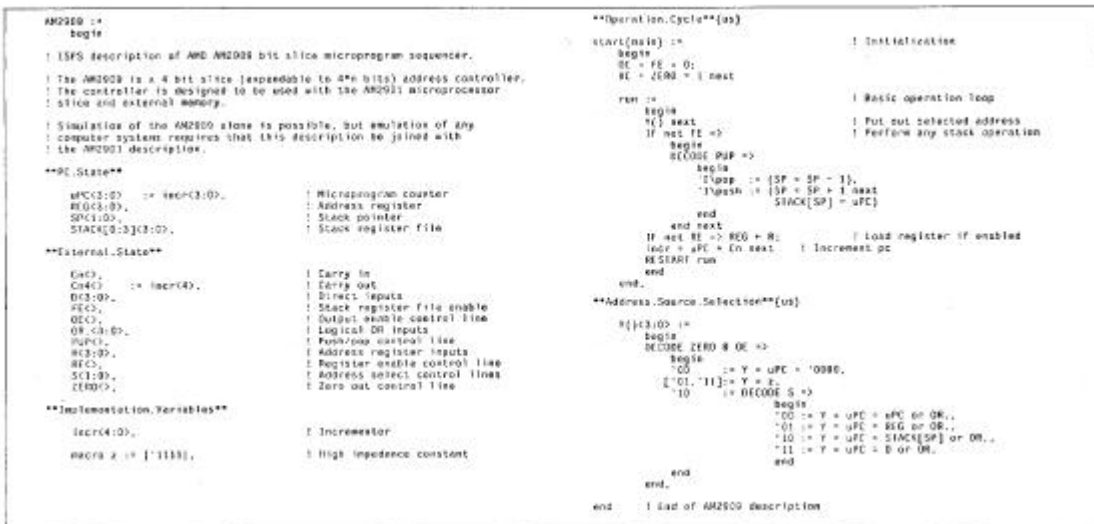 AM2909 :=
begin
! ISPS description of AMD AM2909 bit slice microprogram sequencer.
! The AM2909 is a 4 bit slice (expandable to 4*n bits) address controller.
! The controller is designed to be used with the AM2901 microprocessor
! slice and external memory.
! Simulation of the AM2909 alone is possible, but emulation of any
! computer systems requires that this description be joined with
! the AM2901 description.
**PC.State**
uPC<3:0> := incr<3:0>, ! Microprogram counter
REG<3:0>, ! Address register
SP<1:0>, ! Stack pointer
STACK[0:3]<3:0>, ! Stack register file
**External.State**
Cn<>, ! Carry in
Cn4<> := incr<4>, ! Carry out
D<3:0>, ! Direct inputs
FE<>, ! Stack register file enable
OE<>, ! Output enable control line
OR.<3:0>, ! Logical OR inputs
PUP<>, ! Push/pop control line
R<3:0>, ! Address register inputs
RE<>, ! Register enable control line
S<1:0>, ! Address select control lines
ZERO<>, ! Zero out control line
**Implementation.Variables**
incr<4:0>, ! Incrementor
macro z := ['1111], ! High impedence constant
**Operation.Cycle**{us}
start{main} := ! Initialization
begin
OE = FE = 0;
RE = ZERO = 1 next
run := ! Basic operation loop
begin
Y() next ! Put out selected address
IF not FE => ! Perform any stack operation
begin
DECODE PUP =>
begin
'0\pop := (SP = SP - 1),
'1\push := (SP = SP + 1 next
STACK[SP] = uPC)
end
end next
IF not RE => REG = R; ! Load register if enabled
incr = uPC + Cn next ! Increment pc
RESTART run
end
end,
**Address.Source.Selection**{us}
Y()<3:0> :=
begin
DECODE ZERO @ OE =>
begin
'00 := Y = uPC = '0000,
['01,'11]:= Y = z,
'10 := DECODE S =>
begin
'00 := Y = uPC = uPC or OR.,
'01 := Y = uPC = REG or OR.,
'10 := Y = uPC = STACK[SP] or OR.,
'11 := Y = uPC = D or OR.
end
end
end,
end ! End of AM2909 description